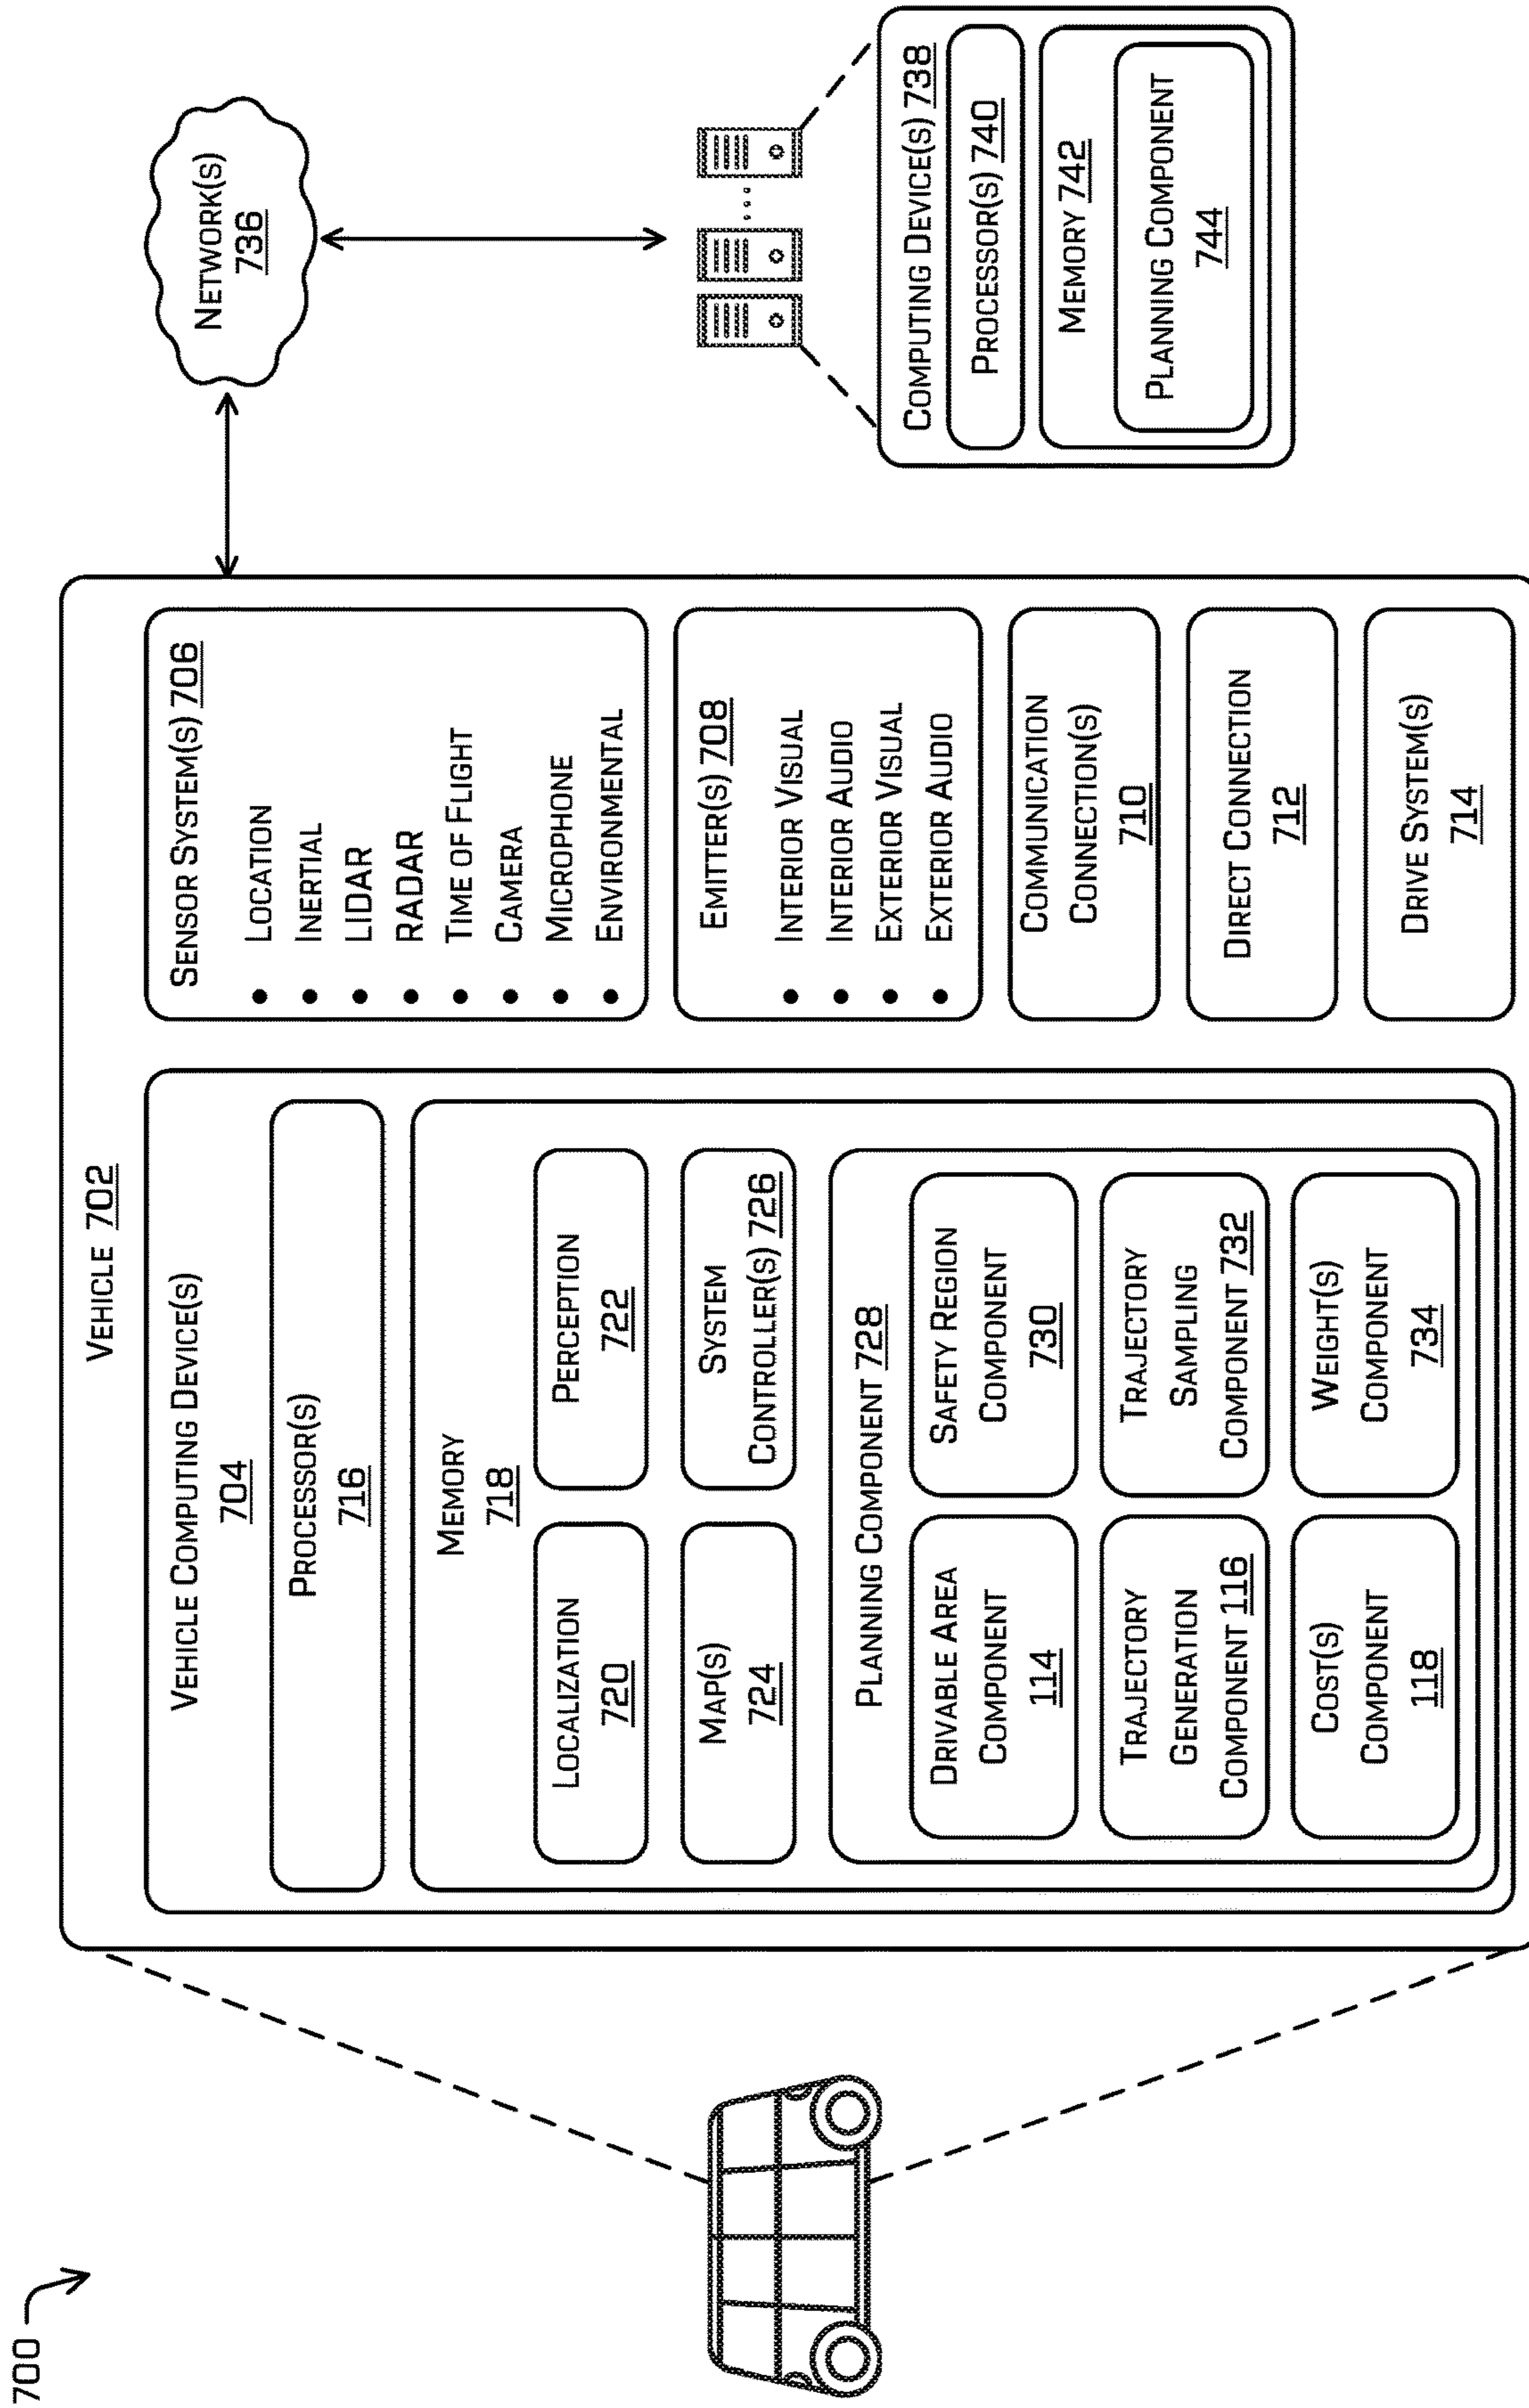 700
VEHICLE 702
VEHICLE COMPUTING DEVICE(S)
704
PROCESSOR(S)
716
MEMORY
718
LOCALIZATION
720
PERCEPTION
722
MAP(S)
724
SYSTEM
CONTROLLER(S) 726
PLANNING COMPONENT 728
DRIVABLE AREA
COMPONENT
114
SAFETY REGION
COMPONENT
730
TRAJECTORY
GENERATION
COMPONENT 116
TRAJECTORY
SAMPLING
COMPONENT 732
COST(S)
COMPONENT
118
WEIGHT(S)
COMPONENT
734
SENSOR SYSTEM(S) 706
• LOCATION
• INERTIAL
• LIDAR
• RADAR
• TIME OF FLIGHT
• CAMERA
• MICROPHONE
• ENVIRONMENTAL
EMITTER(S) 708
• INTERIOR VISUAL
• INTERIOR AUDIO
• EXTERIOR VISUAL
• EXTERIOR AUDIO
COMMUNICATION
CONNECTION(S)
710
DIRECT CONNECTION
712
DRIVE SYSTEM(S)
714
NETWORK(S)
736
COMPUTING DEVICE(S) 738
PROCESSOR(S) 740
MEMORY 742
PLANNING COMPONENT
744